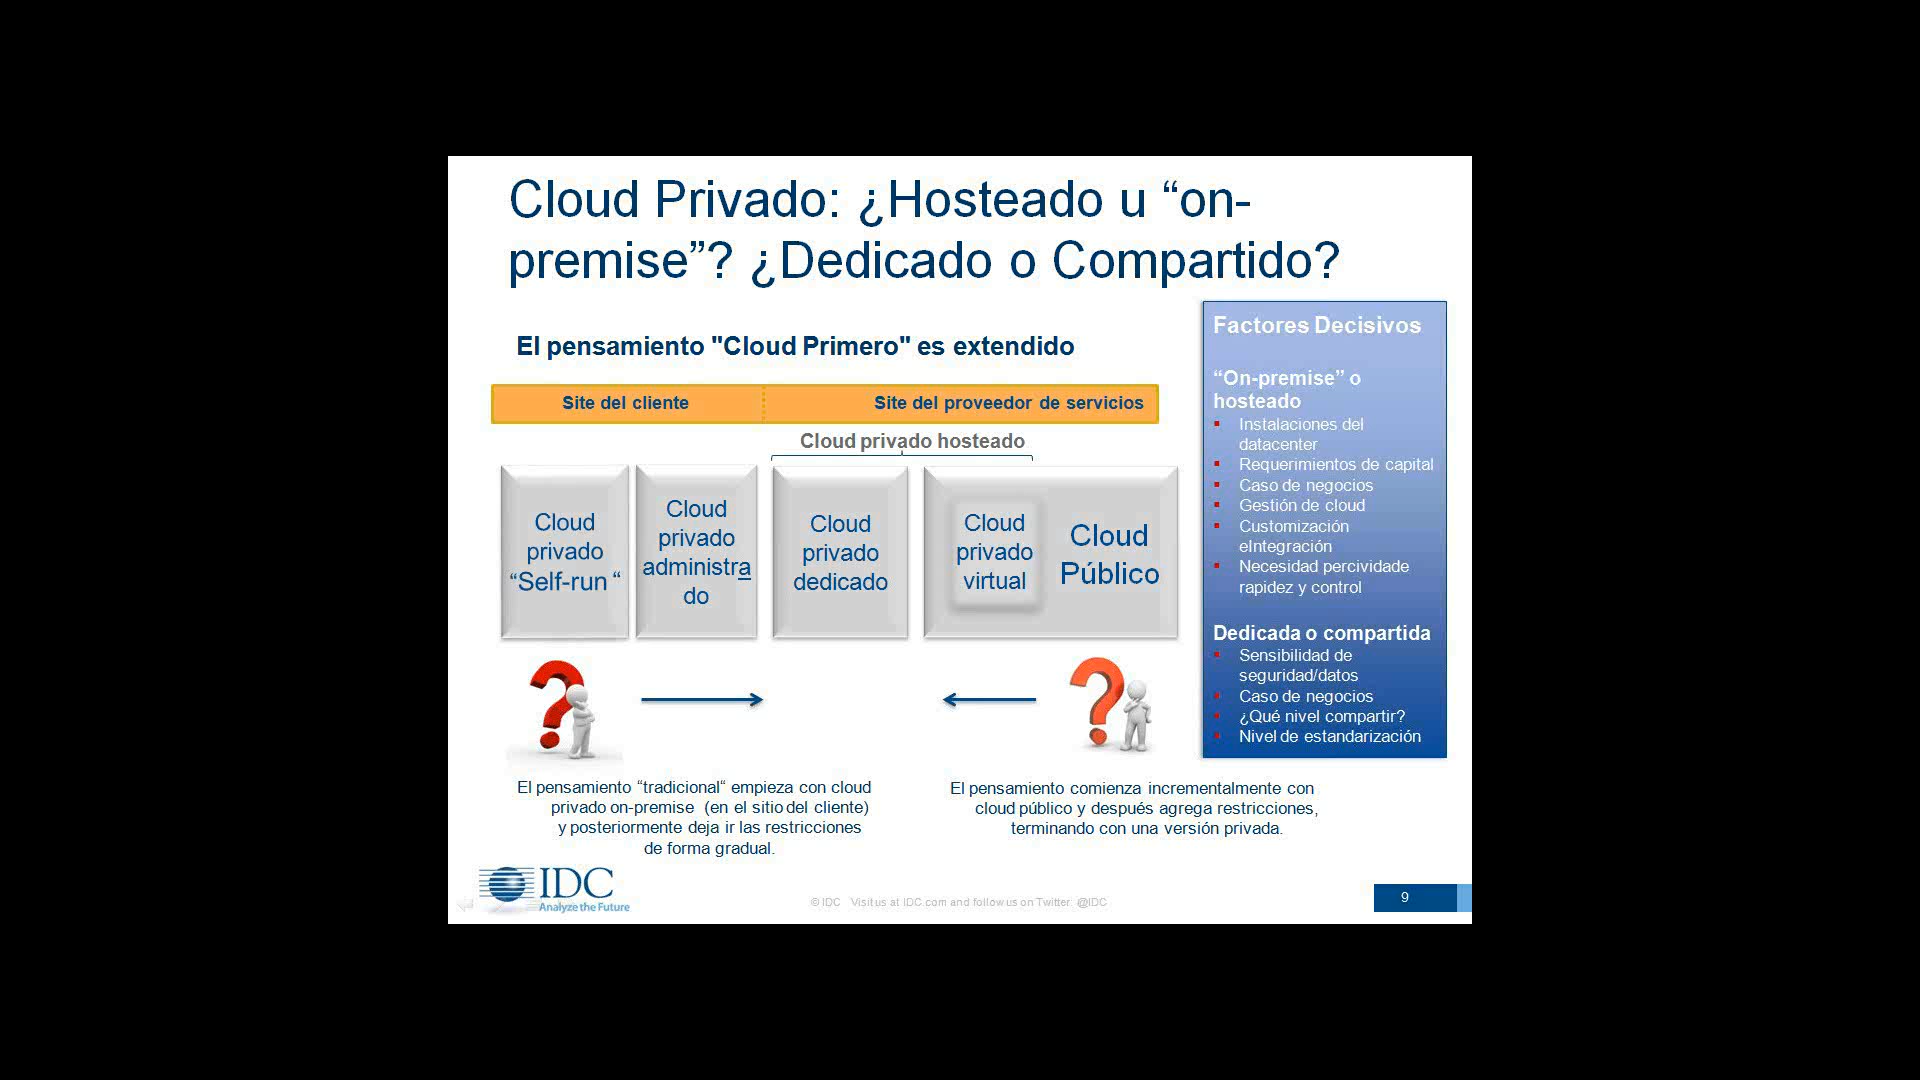 Cloud Privado: ¿Hosteado u “on-
premise”? ¿Dedicado o Compartido?
El pensamiento "Cloud Primero" es extendido
Site del cliente
Site del proveedor de servicios
Cloud privado hosteado
Cloud
privado
“Self-run “
Cloud
privado
administra
do
Cloud
privado
dedicado
Cloud
privado
virtual
Cloud
Público
El pensamiento “tradicional“ empieza con cloud
privado on-premise (en el sitio del cliente)
y posteriormente deja ir las restricciones
de forma gradual.
El pensamiento comienza incrementalmente con
cloud público y después agrega restricciones,
terminando con una versión privada.
Factores Decisivos
“On-premise” o
hosteado
Instalaciones del
datacenter
Requerimientos de capital
Caso de negocios
Gestión de cloud
Customización
eIntegración
Necesidad percividade
rapidez y control
Dedicada o compartida
Sensibilidad de
seguridad/datos
Caso de negocios
¿Qué nivel compartir?
Nivel de estandarización
IDC
Analyze the Future
© IDC Visit us at IDC.com and follow us on Twitter: @IDC
9